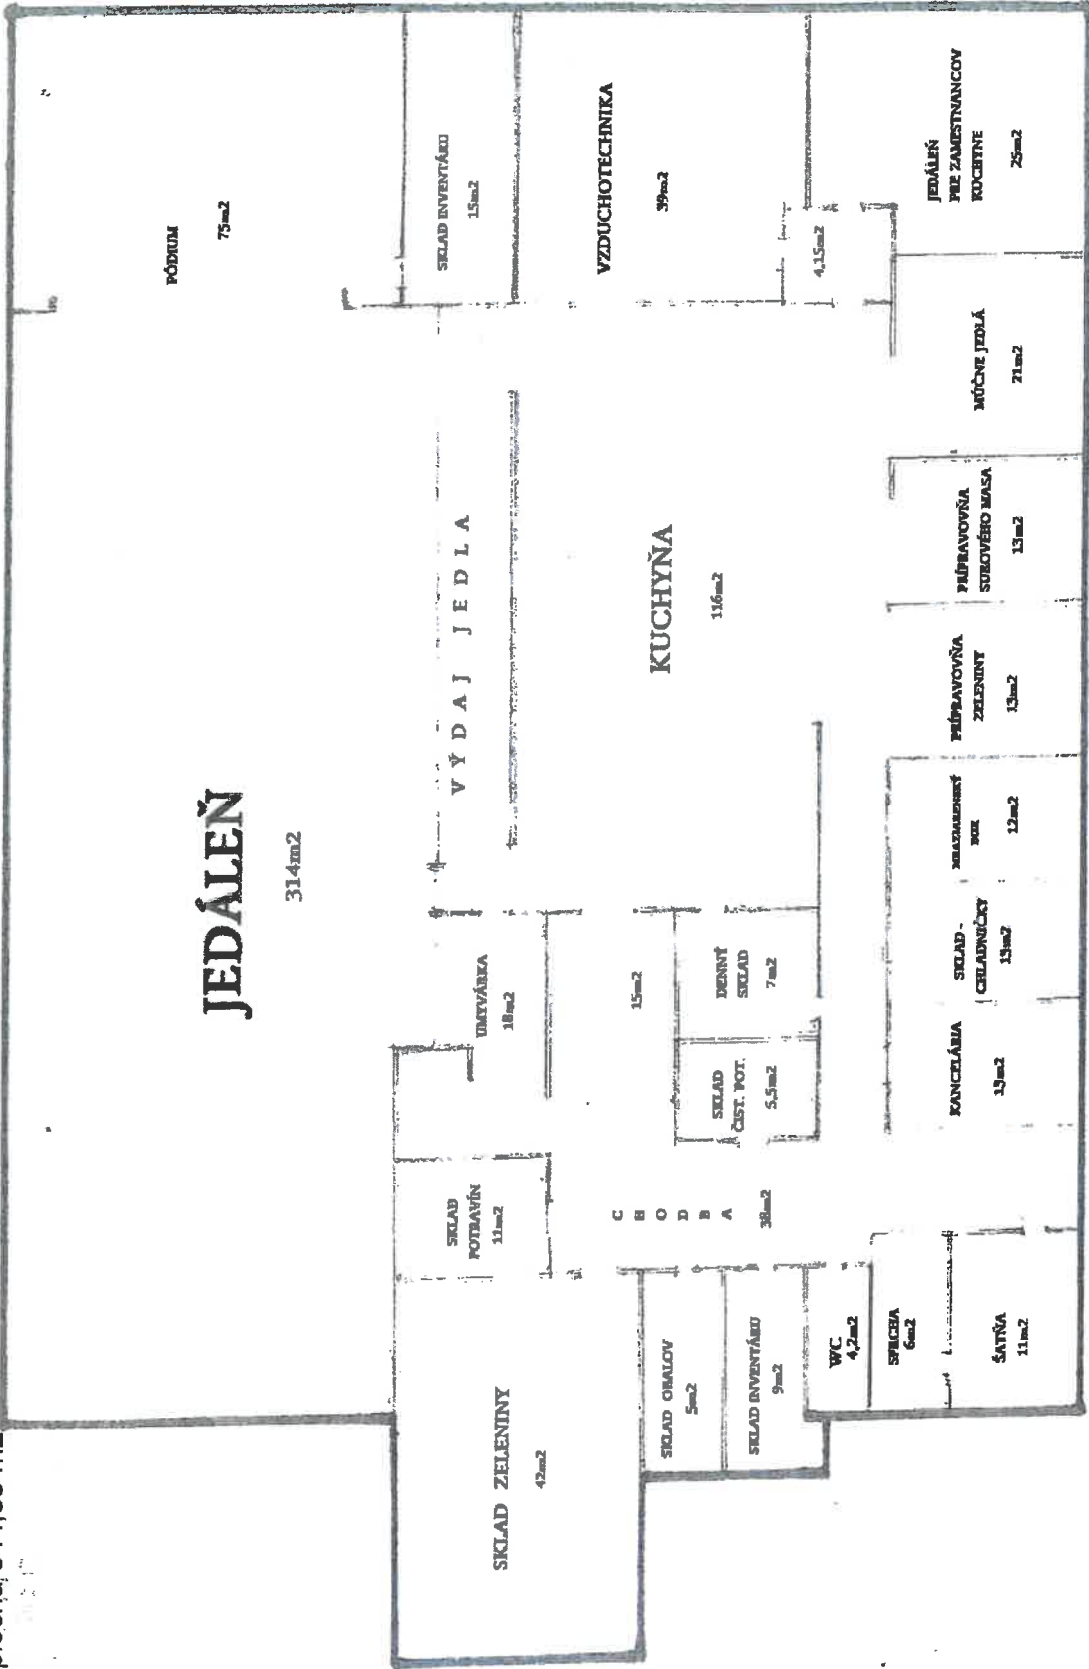 JEDÁLEŇ
314m2
PÓDIUM
75m2
SKLAD INVENTÁRU
15m2
VZDUCHOTECHNIKA
39m2
4,15m2
JEDÁLEŇ
PRE ZAMESTNANCOV
KUCHYNE
25m2
VÝDAJ JEDLA
KUCHYŇA
116m2
MÚČNE JEDLÁ
21m2
PRÍPRAVOVŇA
SUROVÉHO MASA
13m2
PRÍPRAVOVŇA
ZELENINY
13m2
BOX
12m2
SKLAD -
CHLADNIČKY
13m2
KANCELÁRIA
13m2
UMYVÁRKA
18m2
15m2
DENNÝ
SKLAD
7m2
SKLAD
ČIST. POT.
5,5m2
SKLAD
POTRAVÍN
11m2
CHODBA
38m2
SKLAD ZELENINY
42m2
SKLAD OBALOV
5m2
SKLAD INVENTÁRU
9m2
WC
4,2m2
SPRCHA
6m2
ŠATŇA
11m2